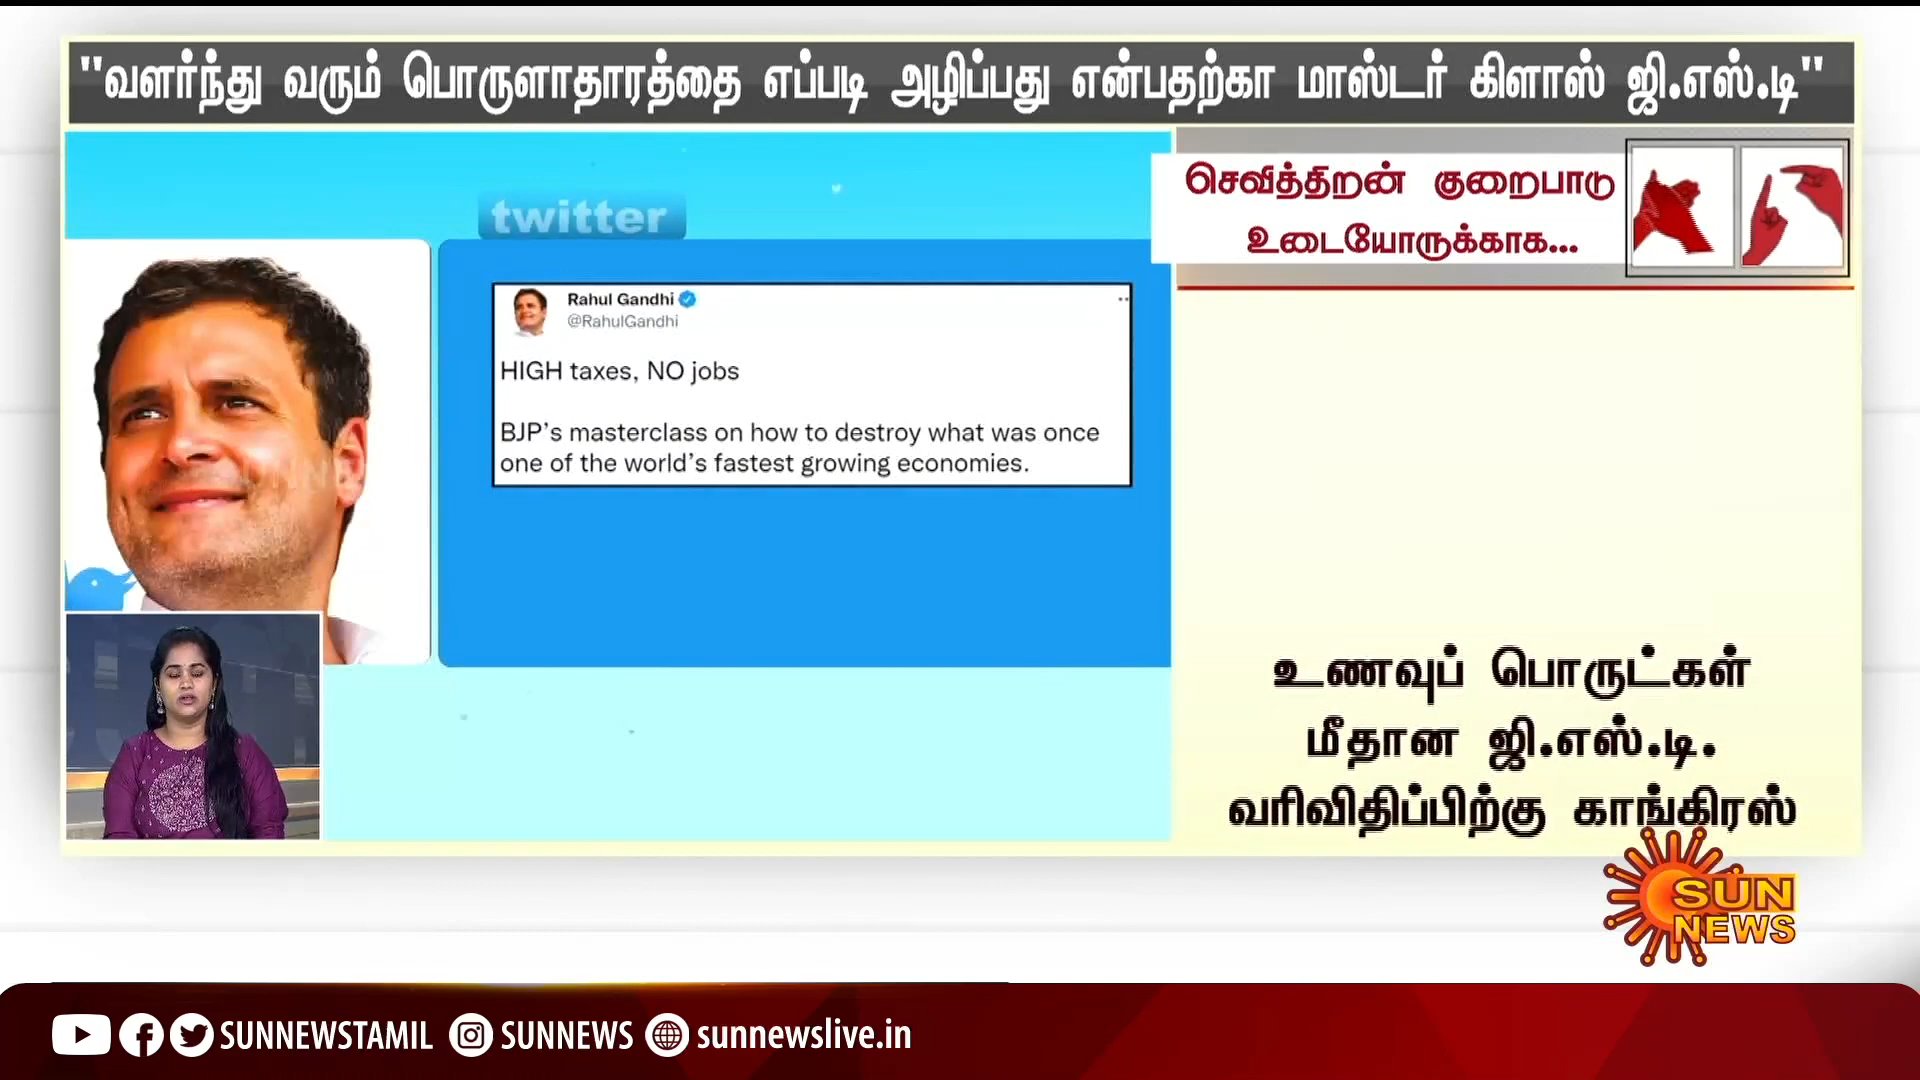 "வளர்ந்து வரும் பொருளாதாரத்தை எப்படி அழிப்பது என்பதற்கா மாஸ்டர் கிளாஸ் ஜி.எஸ்.டி"
twitter
Rahul Gandhi
@RahulGandhi
HIGH taxes, NO jobs
BJP's masterclass on how to destroy what was once
one of the world's fastest growing economies.
செவித்திறன் குறைபாடு
உடையோருக்காக...
உணவுப் பொருட்கள்
மீதான ஜி.எஸ்.டி.
வரிவிதிப்பிற்கு காங்கிரஸ்
SUN
NEWS
SUNNEWSTAMIL SUNNEWS sunnewslive.in